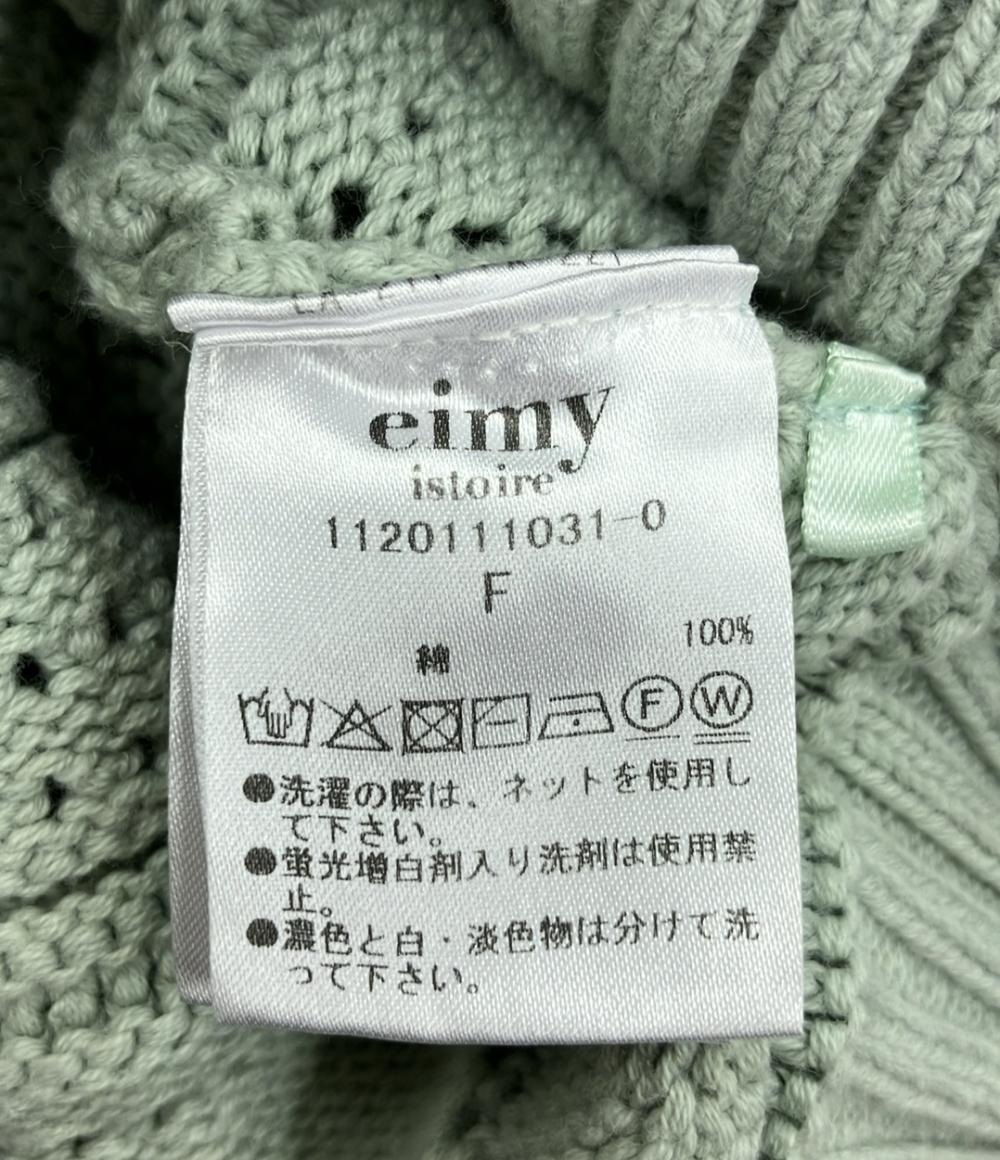 eimy
istoire
1120111031-0
F
100%
綿
F W
●洗濯の際は、ネットを使用し
て下さい。
●蛍光増白剤入り洗剤は使用禁
止。
●濃色と白・淡色物は分けて洗
って下さい。